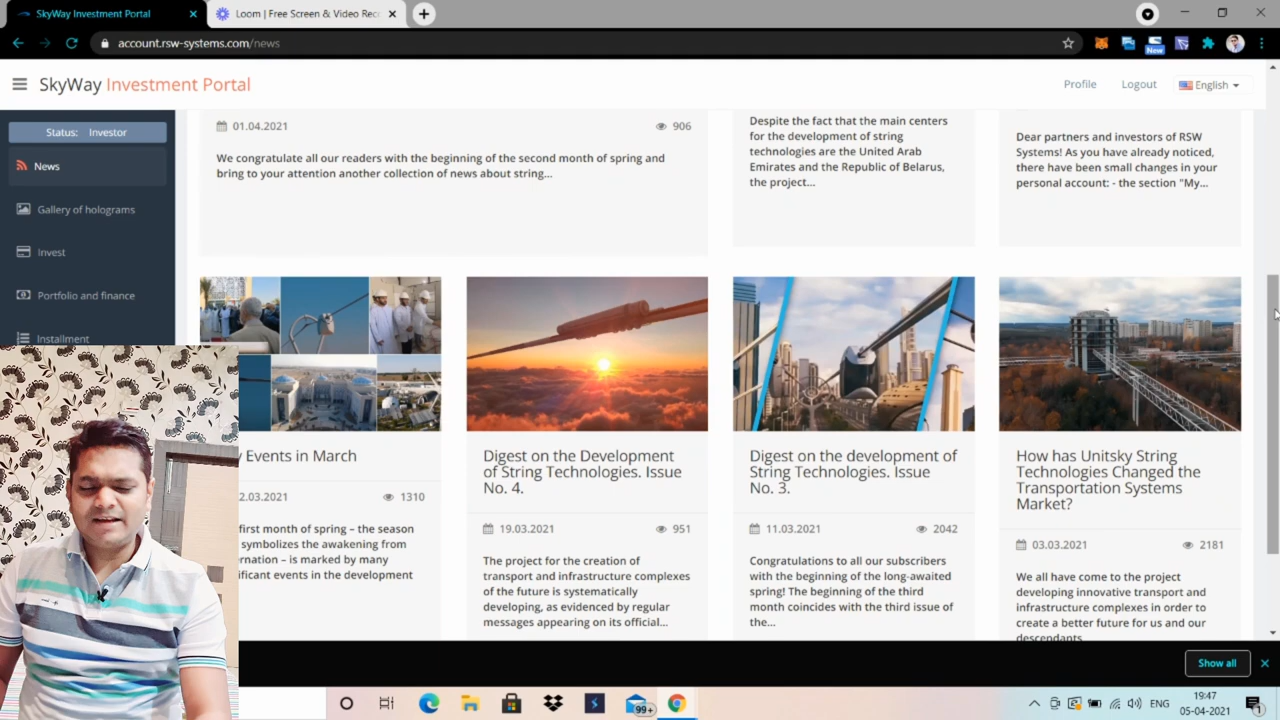 SkyWay Investment Portal
Loom | Free Screen & Video Rec
account.rsw-systems.com/news
New
SkyWay Investment Portal
Profile
Logout
English
Status: Investor
News
Gallery of holograms
Invest
Portfolio and finance
Installment
01.04.2021
906
We congratulate all our readers with the beginning of the second month of spring and
bring to your attention another collection of news about string...
Despite the fact that the main centers
for the development of string
technologies are the United Arab
Emirates and the Republic of Belarus,
the project...
Dear partners and investors of RSW
Systems! As you have already noticed,
there have been small changes in your
personal account: - the section "My...
y Events in March
2.03.2021
1310
first month of spring – the season
symbolizes the awakening from
ernation – is marked by many
ificant events in the development
Digest on the Development
of String Technologies. Issue
No. 4.
19.03.2021
951
The project for the creation of
transport and infrastructure complexes
of the future is systematically
developing, as evidenced by regular
messages appearing on its official...
Digest on the development of
String Technologies. Issue
No. 3.
11.03.2021
2042
Congratulations to all our subscribers
with the beginning of the long-awaited
spring! The beginning of the third
month coincides with the third issue of
the...
How has Unitsky String
Technologies Changed the
Transportation Systems
Market?
03.03.2021
2181
We all have come to the project
developing innovative transport and
infrastructure complexes in order to
create a better future for us and our
descendants
Show all
99+
ENG
19:47
05-04-2021
1